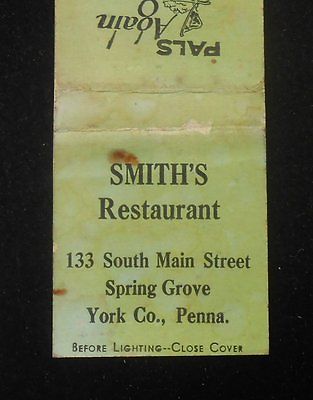 PALS
Again
SMITH'S
Restaurant
133 South Main Street
Spring Grove
York Co., Penna.
BEFORE LIGHTING--CLOSE COVER